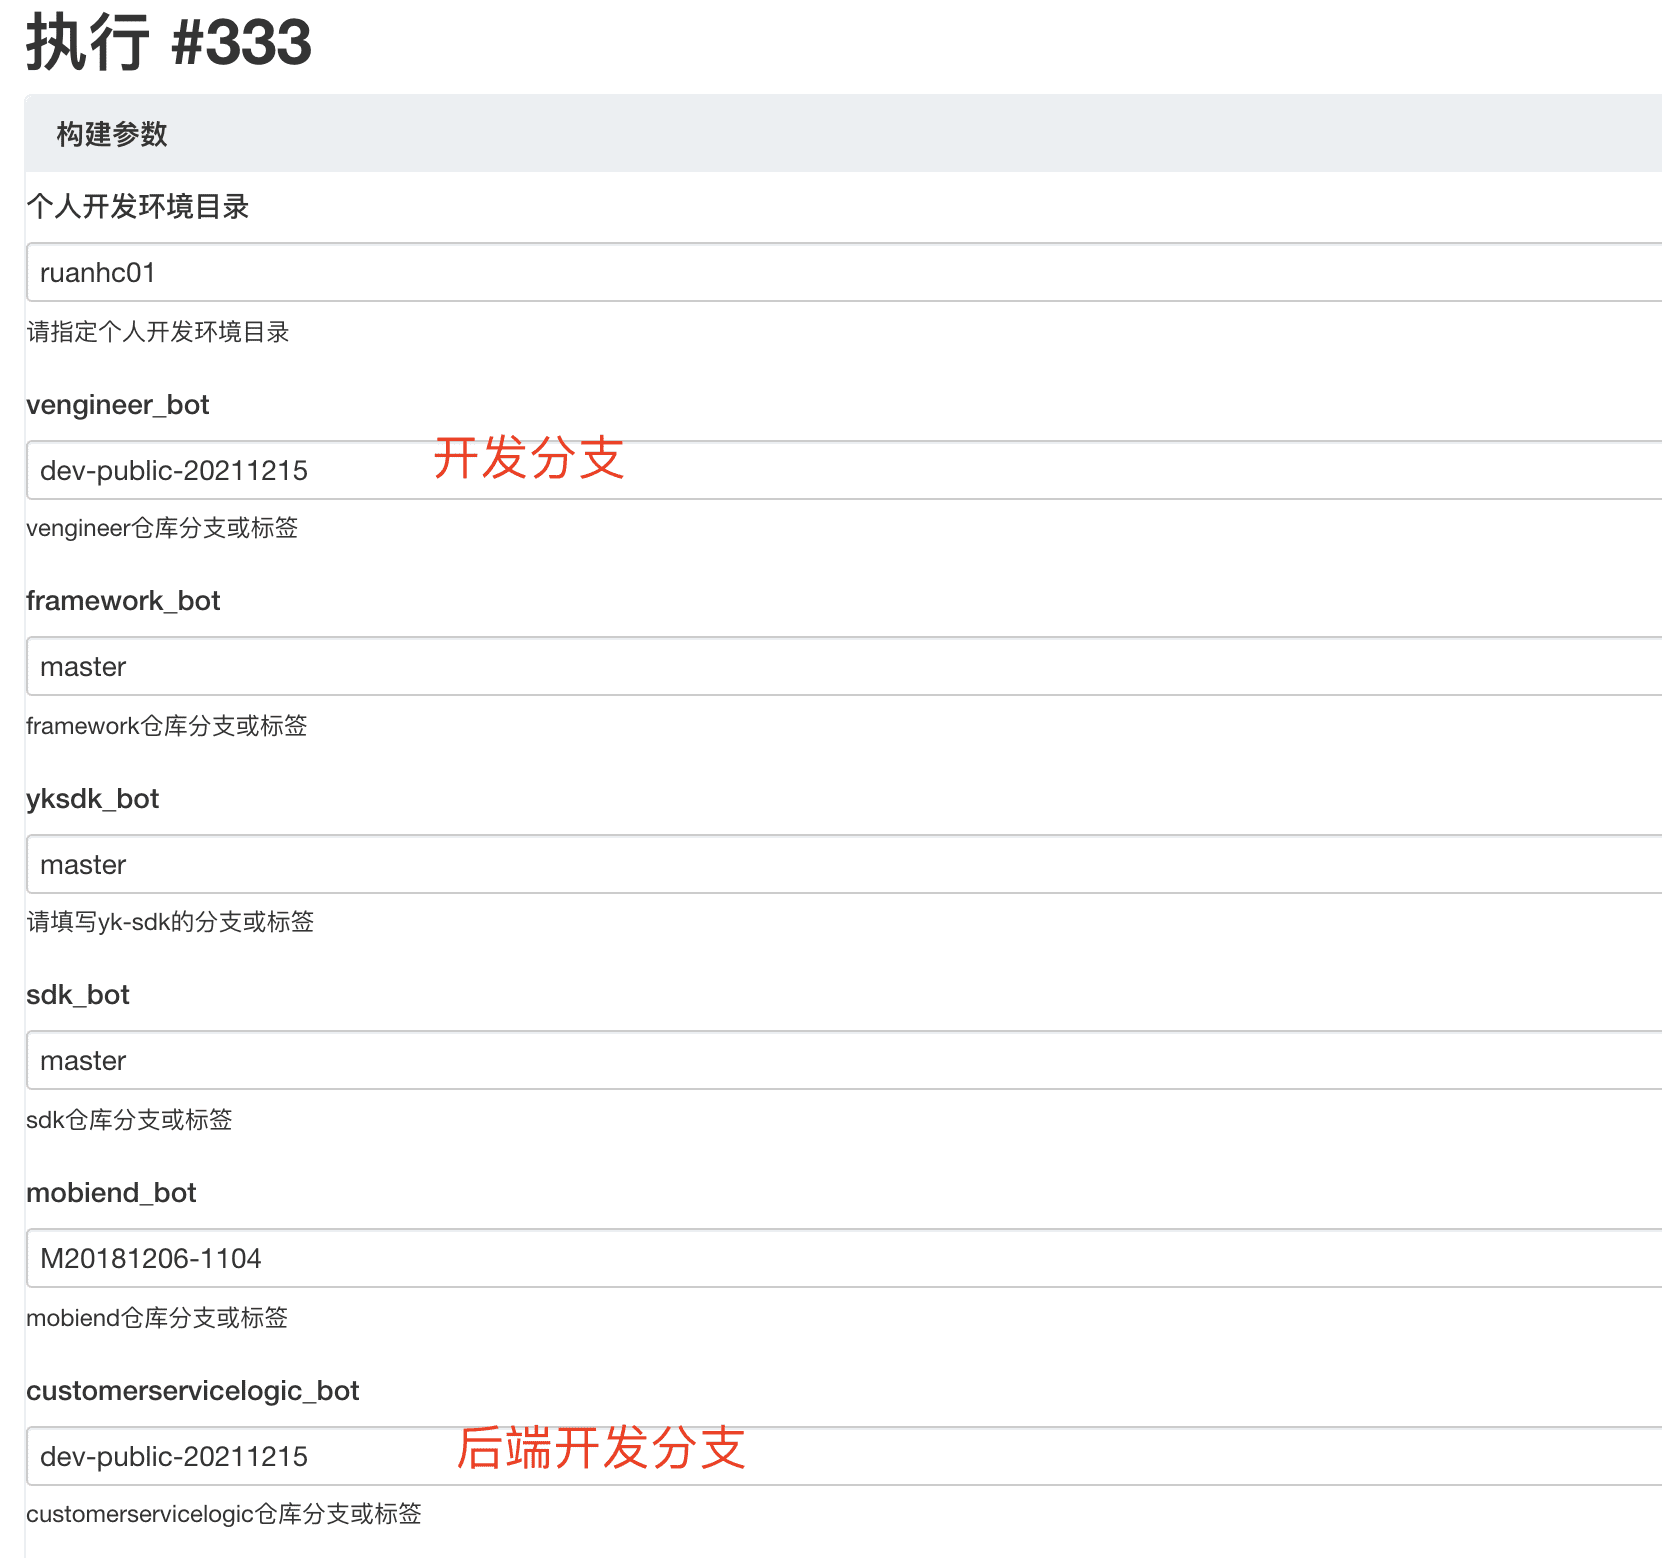 执行 #333
构建参数
个人开发环境目录
ruanhc01
请指定个人开发环境目录
vengineer_bot
dev-public-20211215 开发分支
vengineer仓库分支或标签
framework_bot
master
framework仓库分支或标签
yksdk_bot
master
请填写yk-sdk的分支或标签
sdk_bot
master
sdk仓库分支或标签
mobiend_bot
M20181206-1104
mobiend仓库分支或标签
customerservicelogic_bot
dev-public-20211215 后端开发分支
customerservicelogic仓库分支或标签